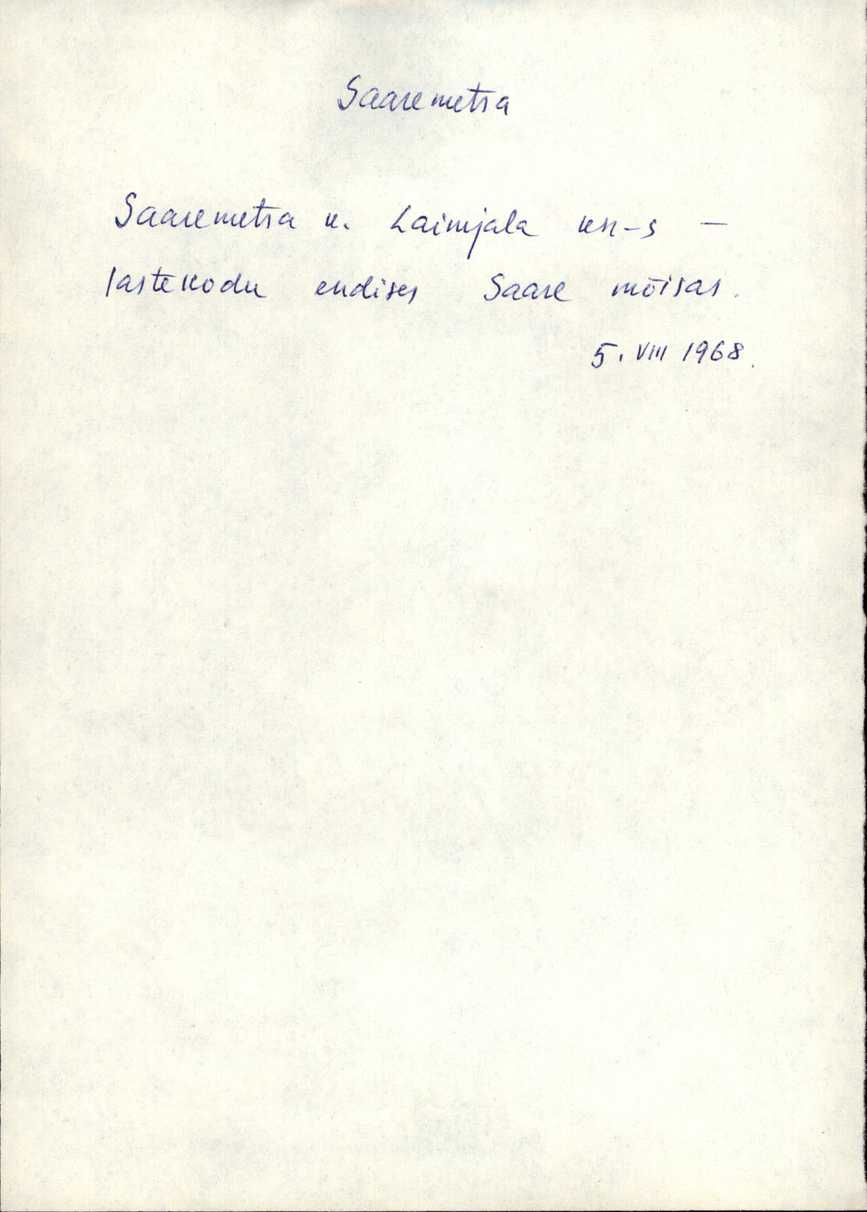 Saaremetsa
Saaremetsa k. Laimjala kn-s –
lastekodu endises Saare mõisas.
5. VIII 1968.